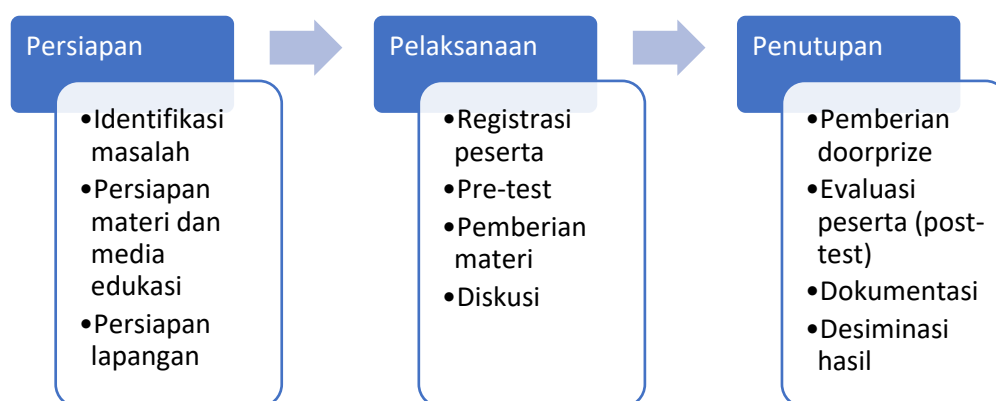 Persiapan
•Identifikasi
masalah
•Persiapan
materi dan
media
edukasi
•Persiapan
lapangan
Pelaksanaan
•Registrasi
peserta
•Pre-test
•Pemberian
materi
•Diskusi
Penutupan
•Pemberian
doorprize
•Evaluasi
peserta (post-
test)
•Dokumentasi
•Desiminasi
hasil